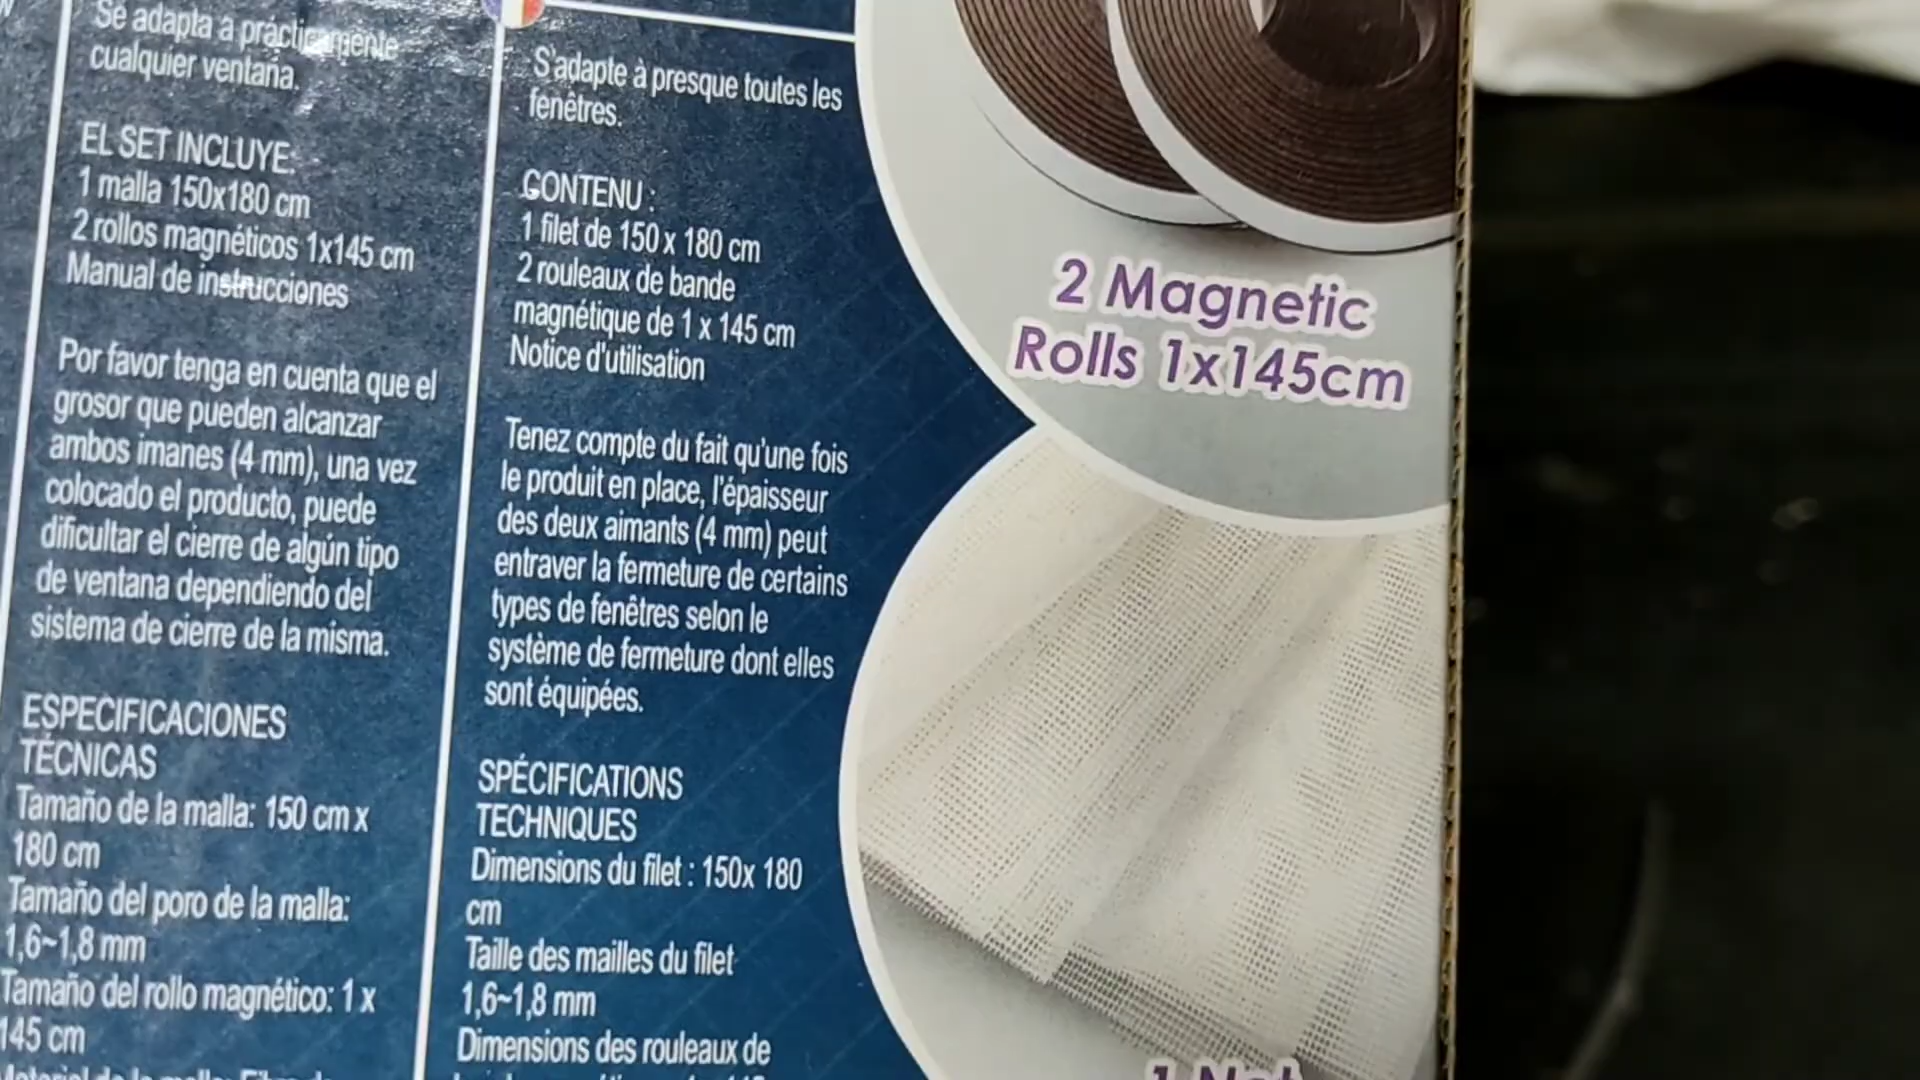 Se adapta a prácticamente
cualquier ventana.
EL SET INCLUYE:
1 malla 150x180 cm
2 rollos magnéticos 1x145 cm
Manual de instrucciones
Por favor tenga en cuenta que el
grosor que pueden alcanzar
ambos imanes (4 mm), una vez
colocado el producto, puede
dificultar el cierre de algún tipo
de ventana dependiendo del
sistema de cierre de la misma.
ESPECIFICACIONES
TÉCNICAS
Tamaño de la malla: 150 cm x
180 cm
Tamaño del poro de la malla:
1,6~1,8 mm
Tamaño del rollo magnético: 1 x
145 cm
S'adapte à presque toutes les
fenêtres.
CONTENU :
1 filet de 150 x 180 cm
2 rouleaux de bande
magnétique de 1 x 145 cm
Notice d'utilisation
Tenez compte du fait qu'une fois
le produit en place, l'épaisseur
des deux aimants (4 mm) peut
entraver la fermeture de certains
types de fenêtres selon le
système de fermeture dont elles
sont équipées.
SPÉCIFICATIONS
TECHNIQUES
Dimensions du filet : 150x 180
cm
Taille des mailles du filet
1,6~1,8 mm
Dimensions des rouleaux de
2 Magnetic
Rolls 1x145cm
1 Net